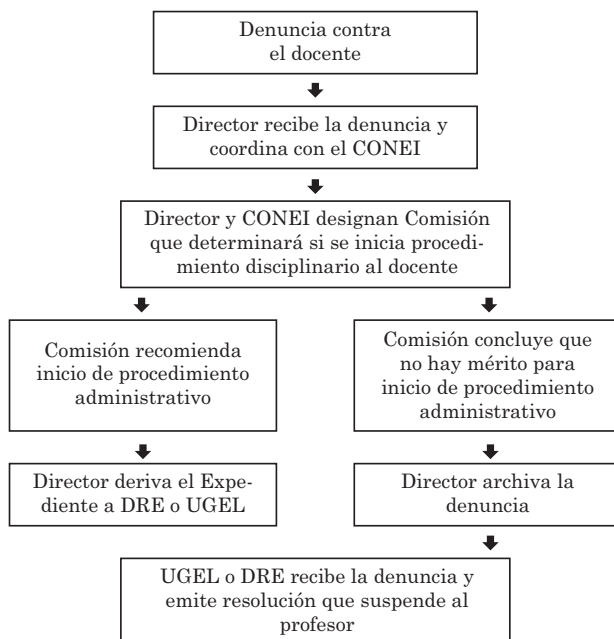 Denuncia contra
el docente
Director recibe la denuncia y
coordina con el CONEI
Director y CONEI designan Comisión
que determinará si se inicia procedi-
miento disciplinario al docente
Comisión recomienda
inicio de procedimiento
administrativo
Comisión concluye que
no hay mérito para
inicio de procedimiento
administrativo
Director deriva el Expe-
diente a DRE o UGEL
Director archiva la
denuncia
UGEL o DRE recibe la denuncia y
emite resolución que suspende al
profesor